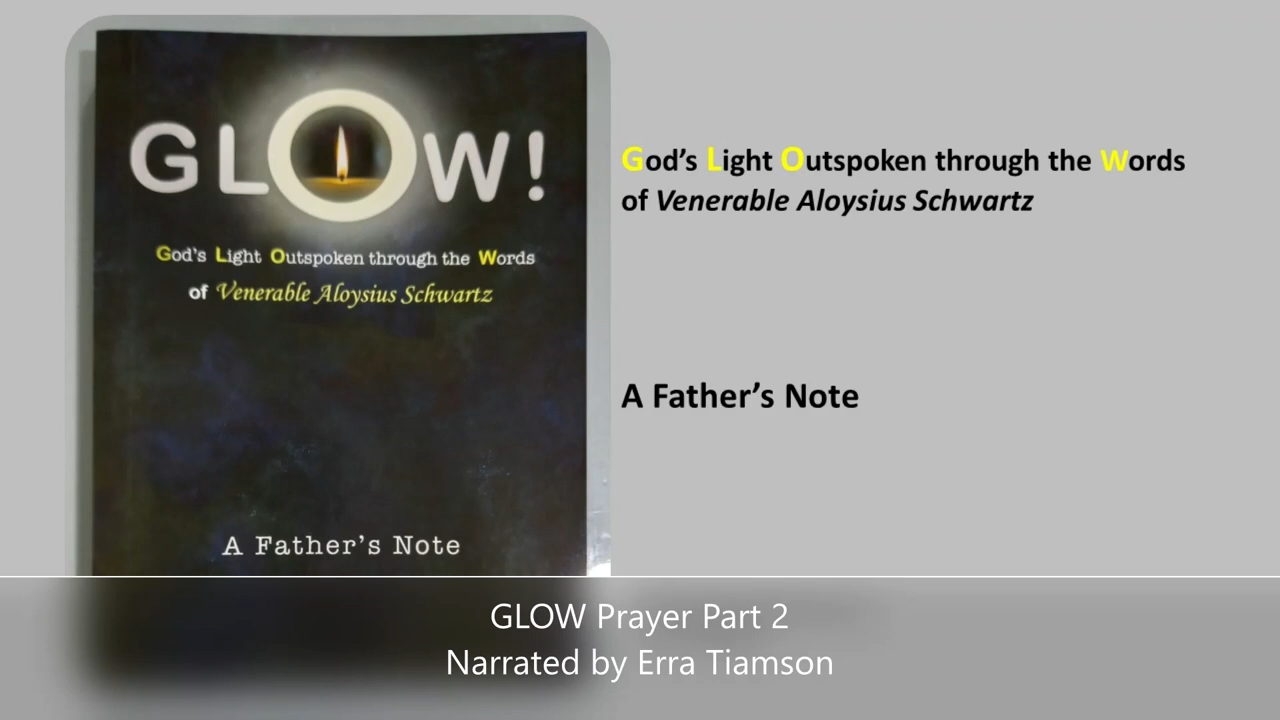 GLOW!
God's Light Outspoken through the Words
of Venerable Aloysius Schwartz
A Father's Note
God's Light Outspoken through the Words
of Venerable Aloysius Schwartz
A Father's Note
GLOW Prayer Part 2
Narrated by Erra Tiamson